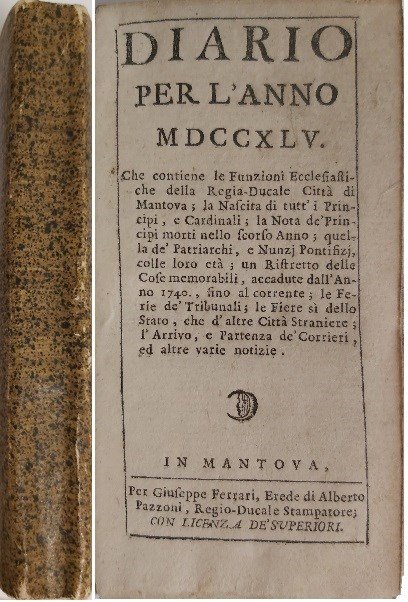 DIARIO
PER L'ANNO
MDCCXLV.
Che contiene le Funzioni Ecclesiasti-
che della Regia-Ducale Città di
Mantova; la Nascita di tutt' i Prin-
cipi, e Cardinali; la Nota de' Prin-
cipi morti nello scorso Anno; quel-
la de' Patriarchi, e Nunzj Pontifizj,
colle loro età; un Ristretto delle
Cose memorabili, accadute dall'An-
no 1740., fino al corrente; le Fe-
rie de' Tribunali; le Fiere sì dello
Stato, che d'altre Città Straniere;
l'Arrivo, e Partenza de' Corrieri,
ed altre varie notizie.
IN MANTOVA,
Per Giuseppe Ferrari, Erede di Alberto
Pazzoni, Regio-Ducale Stampatore;
CON LICENZA DE' SUPERIORI.